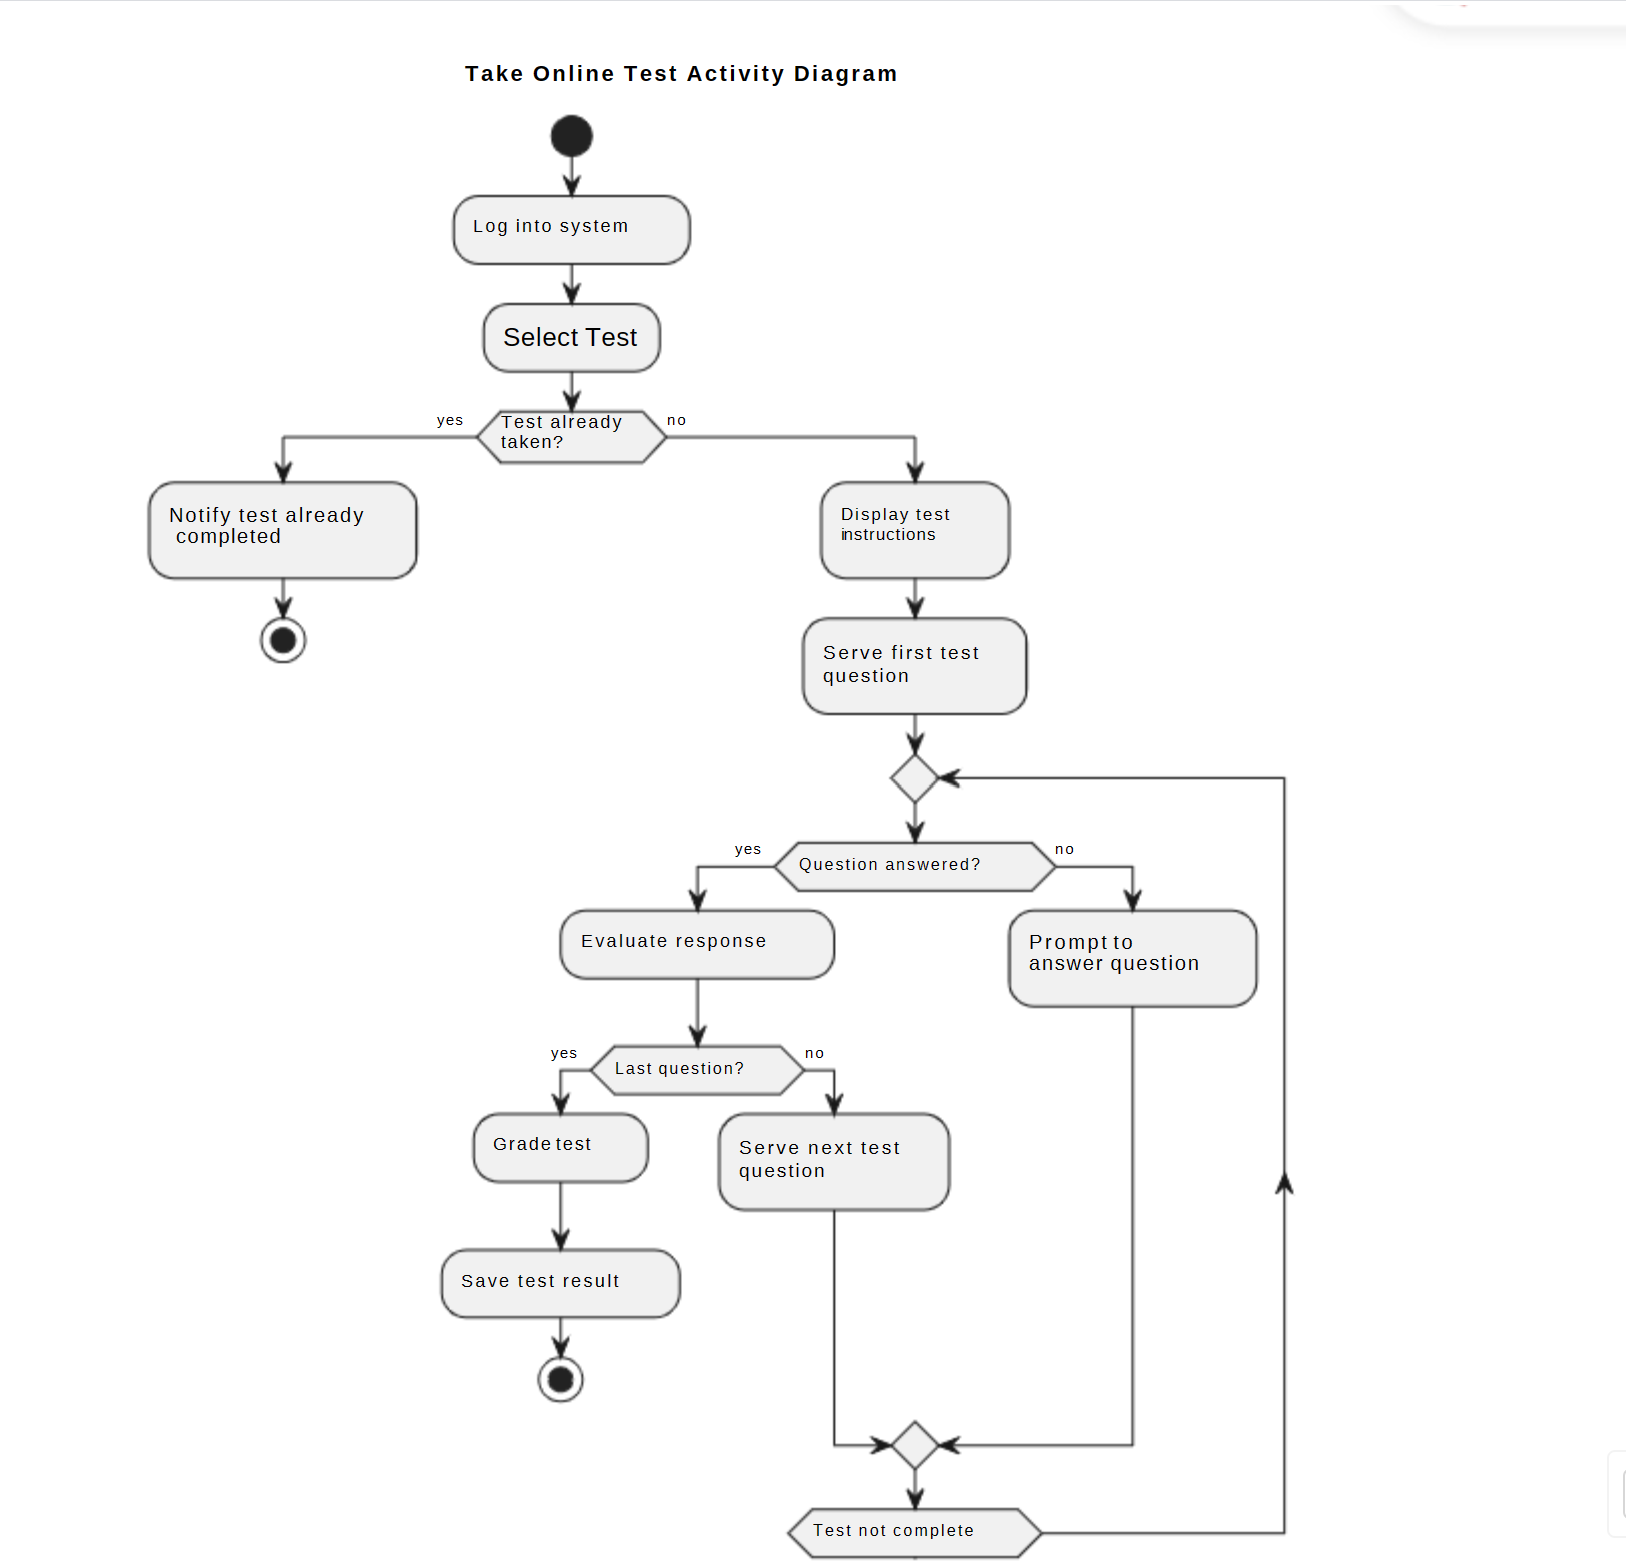 Take Online Test Activity Diagram
Log into system
Select Test
yes
Test already
taken?
no
Notify test already
completed
Display test
instructions
Serve first test
question
yes
Question answered?
no
Evaluate response
Prompt to
answer question
yes
Last question?
no
Grade test
Serve next test
question
Save test result
Test not complete